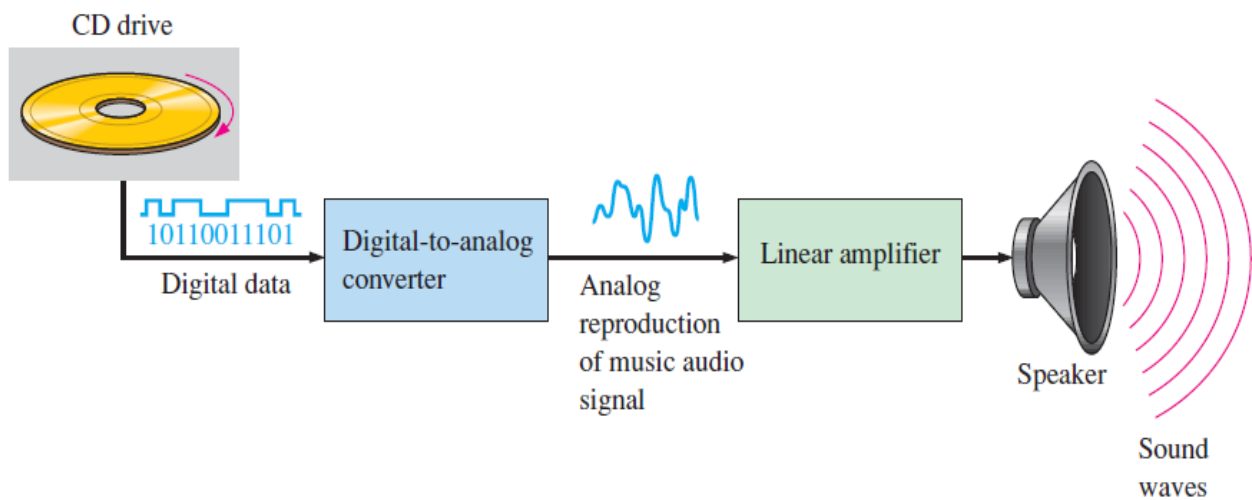 CD drive
10110011101
Digital data
Digital-to-analog
converter
Analog
reproduction
of music audio
signal
Linear amplifier
Speaker
Sound
waves